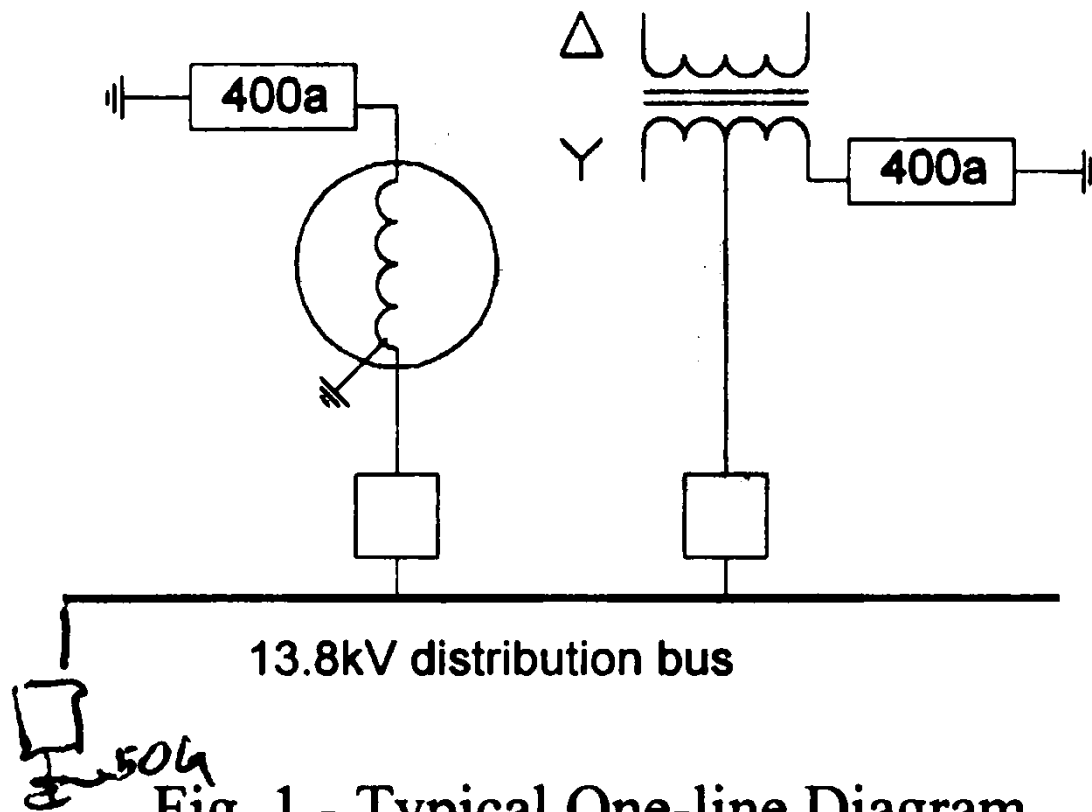 400a
400a
13.8kV distribution bus
50G
Fig. 1 - Typical One-line Diagram